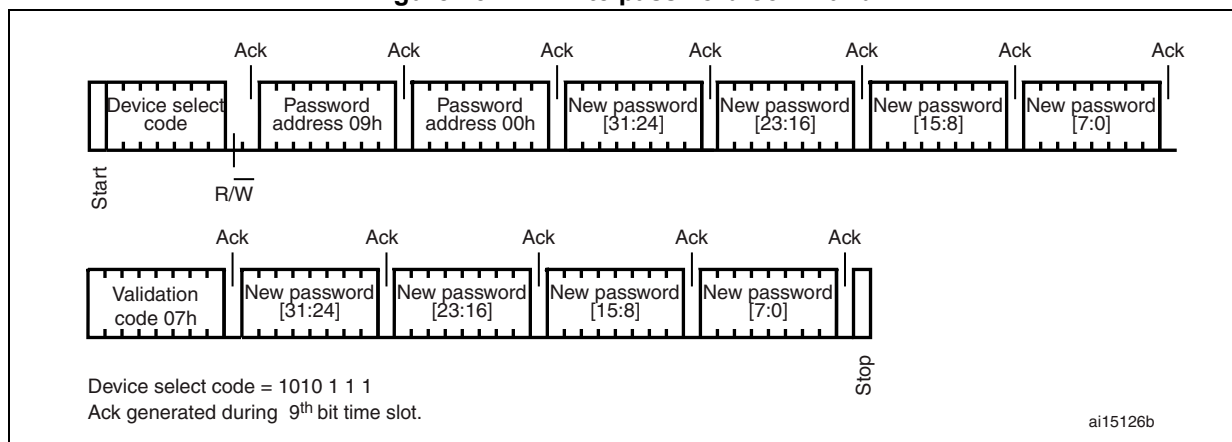 Ack Ack Ack Ack Ack Ack Ack
Device select
code
Password
address 09h
Password
address 00h
New password
[31:24]
New password
[23:16]
New password
[15:8]
New password
[7:0]
Start
R/W̅
Ack Ack Ack Ack Ack
Validation
code 07h
New password
[31:24]
New password
[23:16]
New password
[15:8]
New password
[7:0]
Stop
Device select code = 1010 1 1 1
Ack generated during 9th bit time slot.
ai15126b